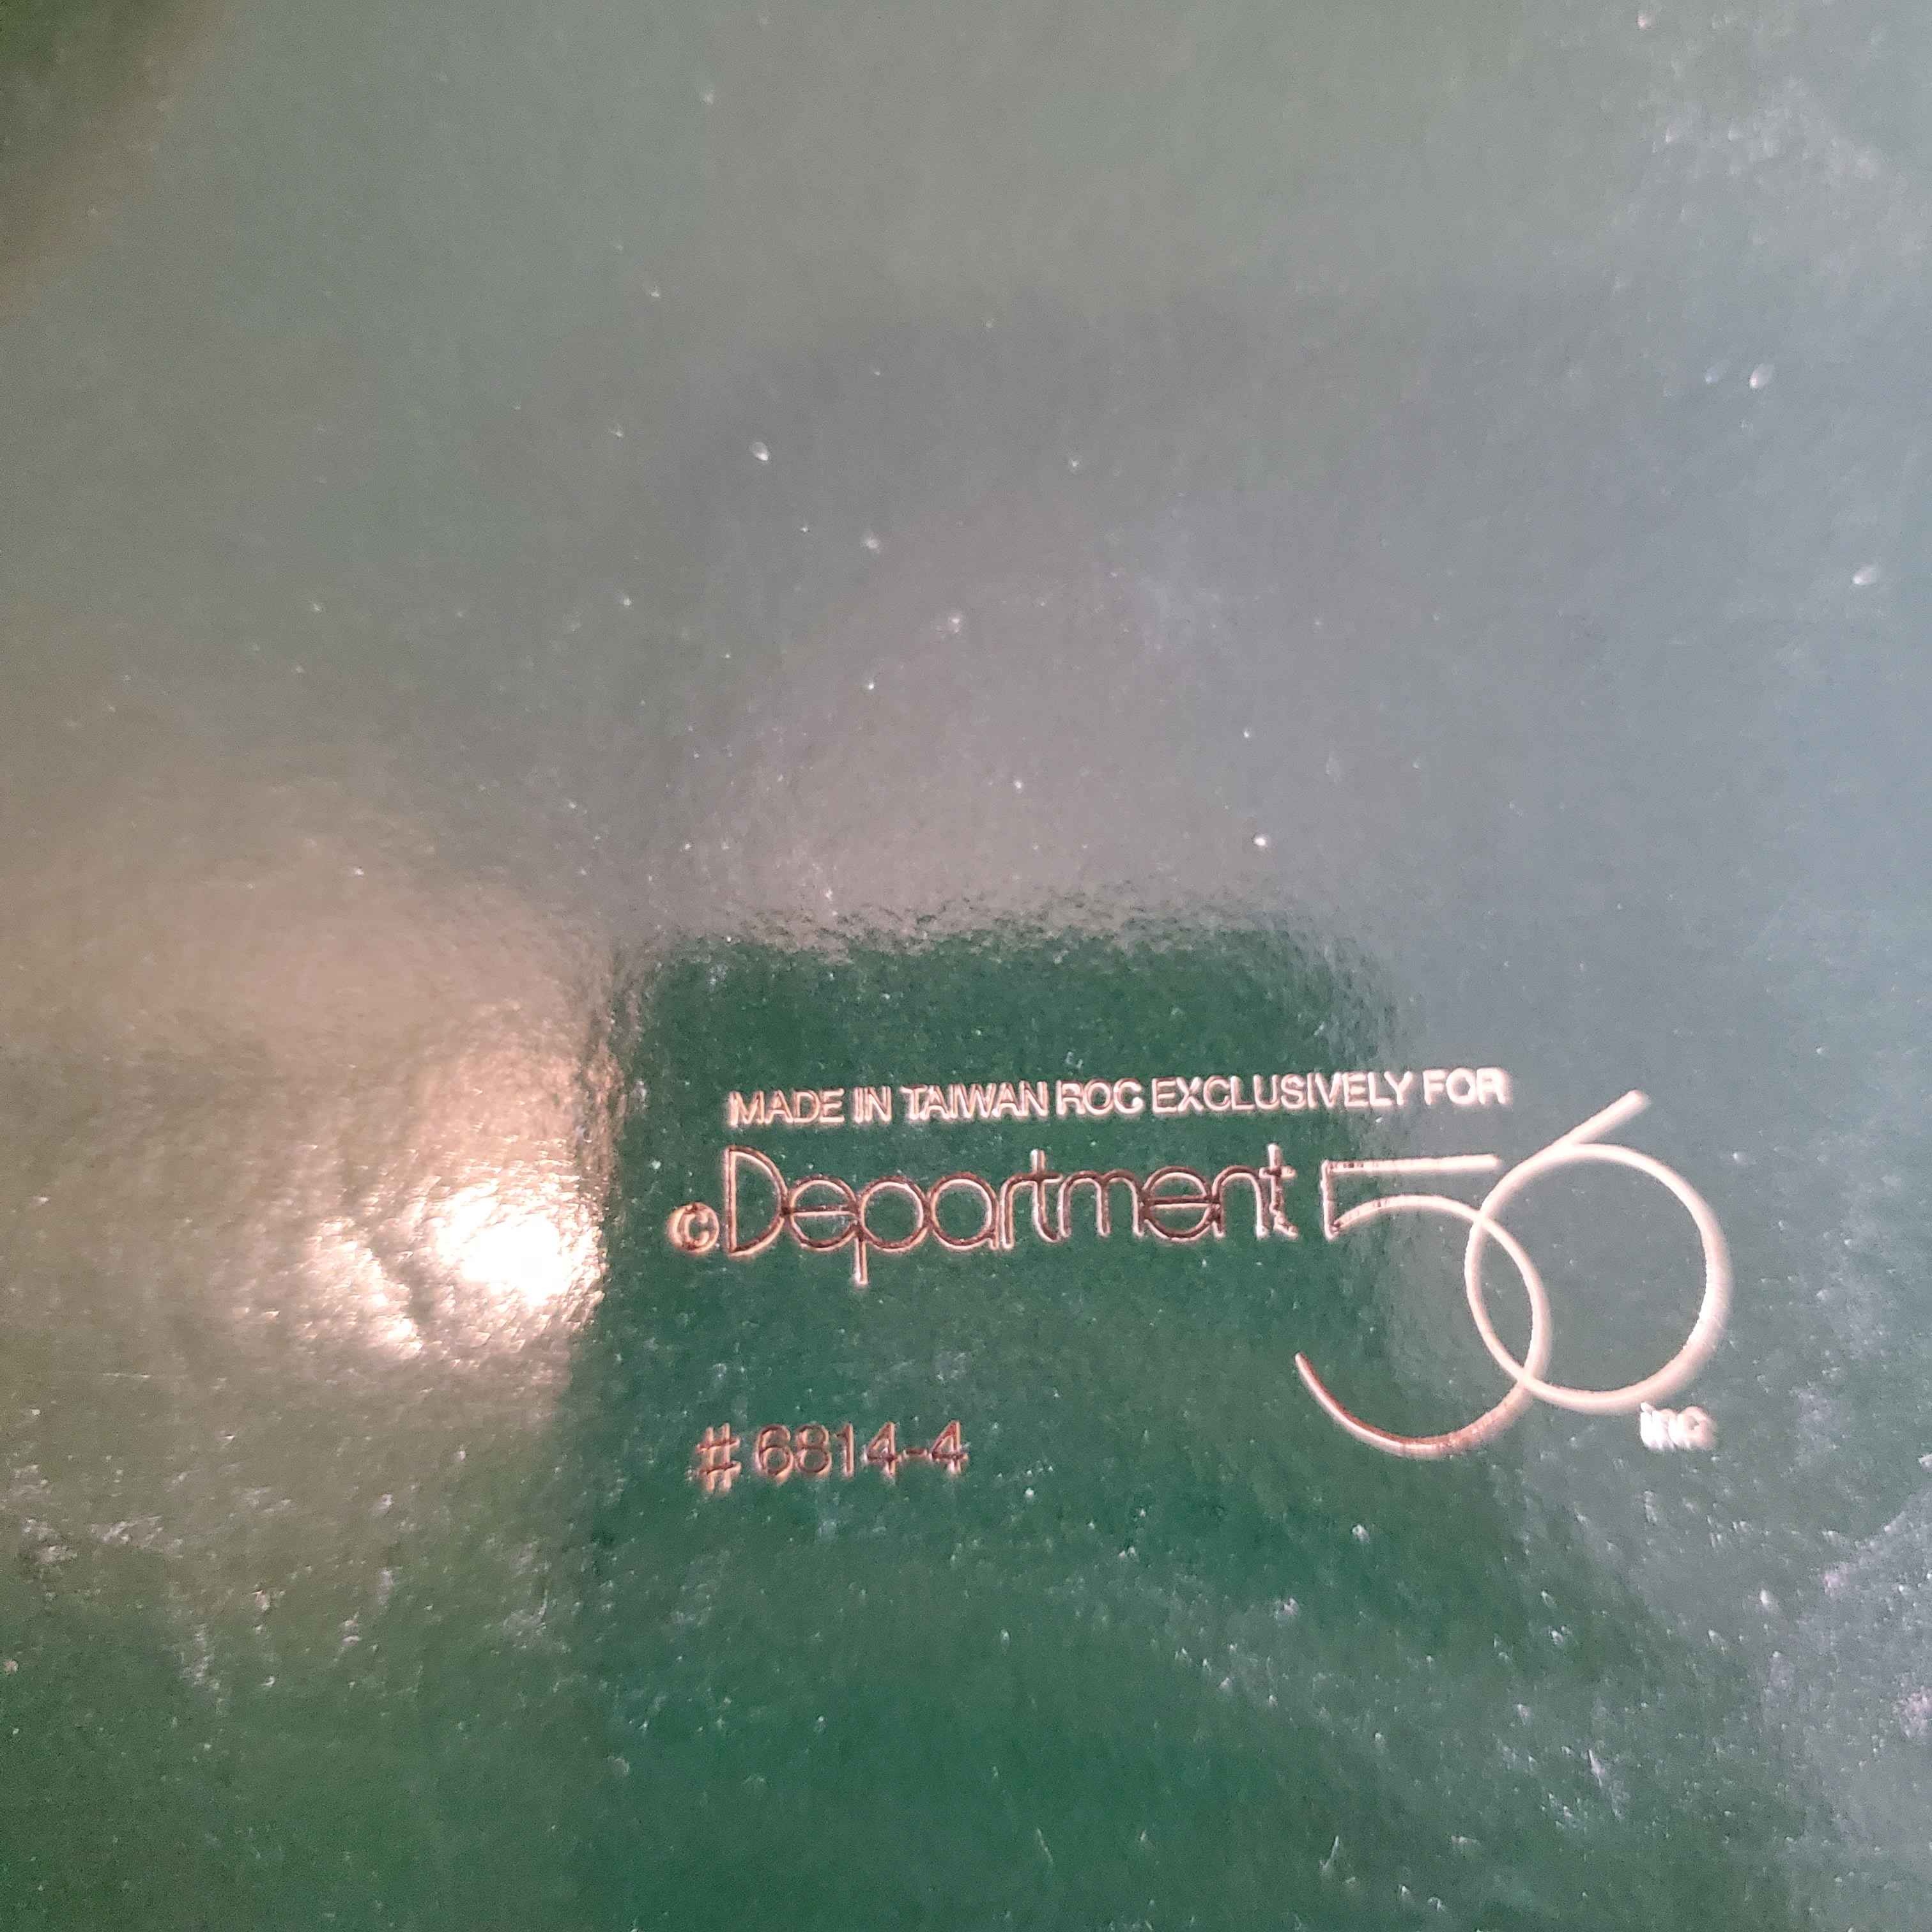 MADE IN TAIWAN ROC EXCLUSIVELY FOR
©Department 56
inc
# 6814-4